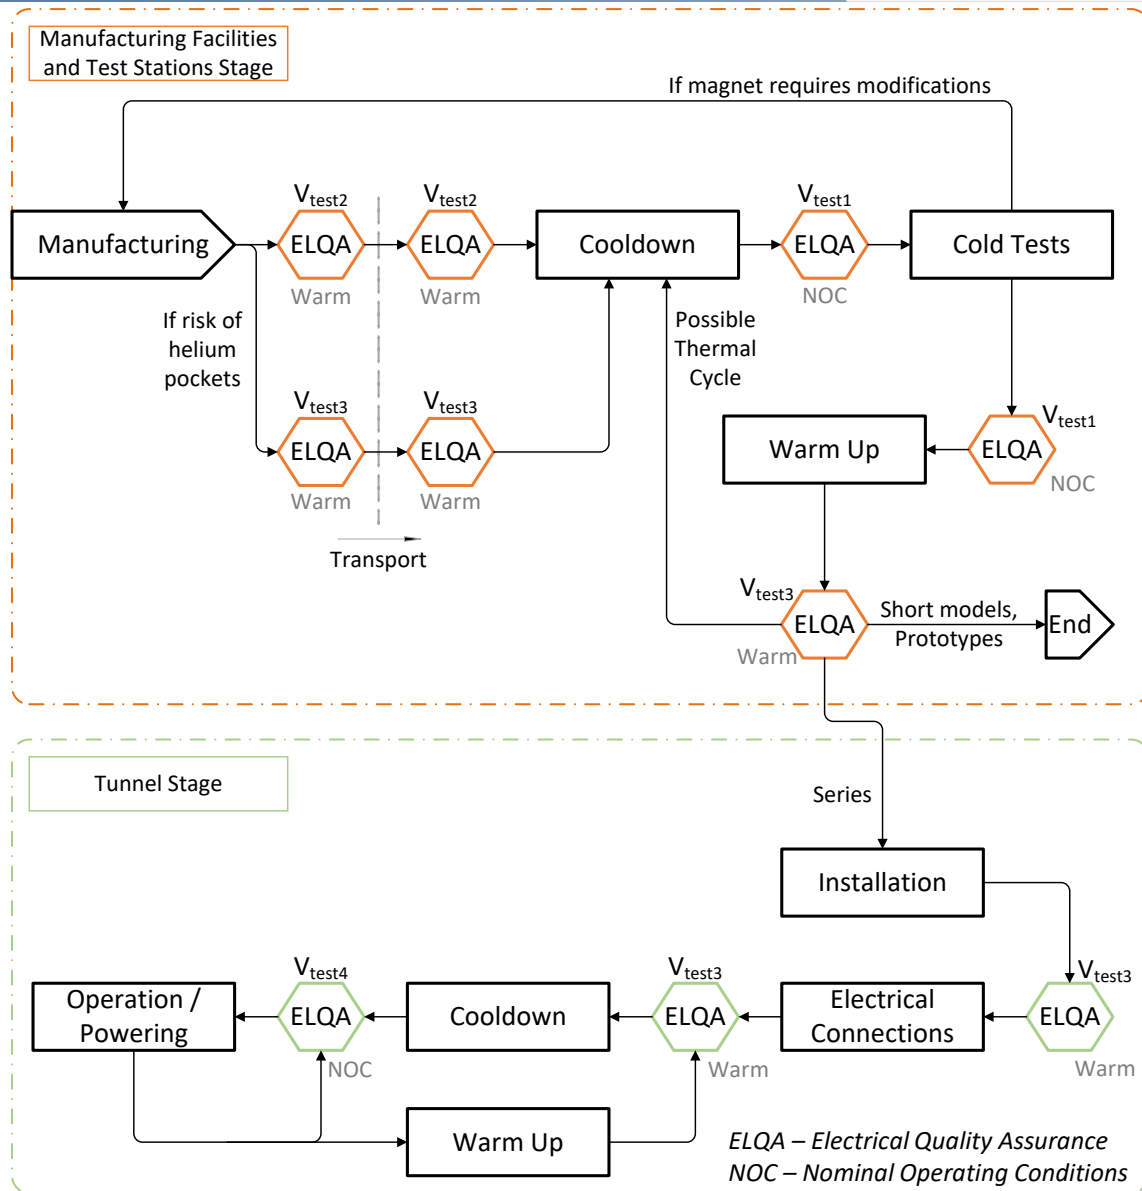 Manufacturing Facilities
and Test Stations Stage
If magnet requires modifications
Vtest2
Vtest2
Vtest1
Manufacturing
ELQA
ELQA
Cooldown
ELQA
Cold Tests
Warm
Warm
NOC
If risk of
helium
pockets
Possible
Thermal
Cycle
Vtest3
Vtest3
Vtest1
ELQA
ELQA
Warm Up
ELQA
Warm
Warm
NOC
Transport
Vtest3
ELQA
Short models,
Prototypes
End
Warm
Tunnel Stage
Series
Installation
Vtest4
Vtest3
Vtest3
Operation /
Powering
ELQA
Cooldown
ELQA
Electrical
Connections
ELQA
NOC
Warm
Warm
Warm Up
ELQA – Electrical Quality Assurance
NOC – Nominal Operating Conditions